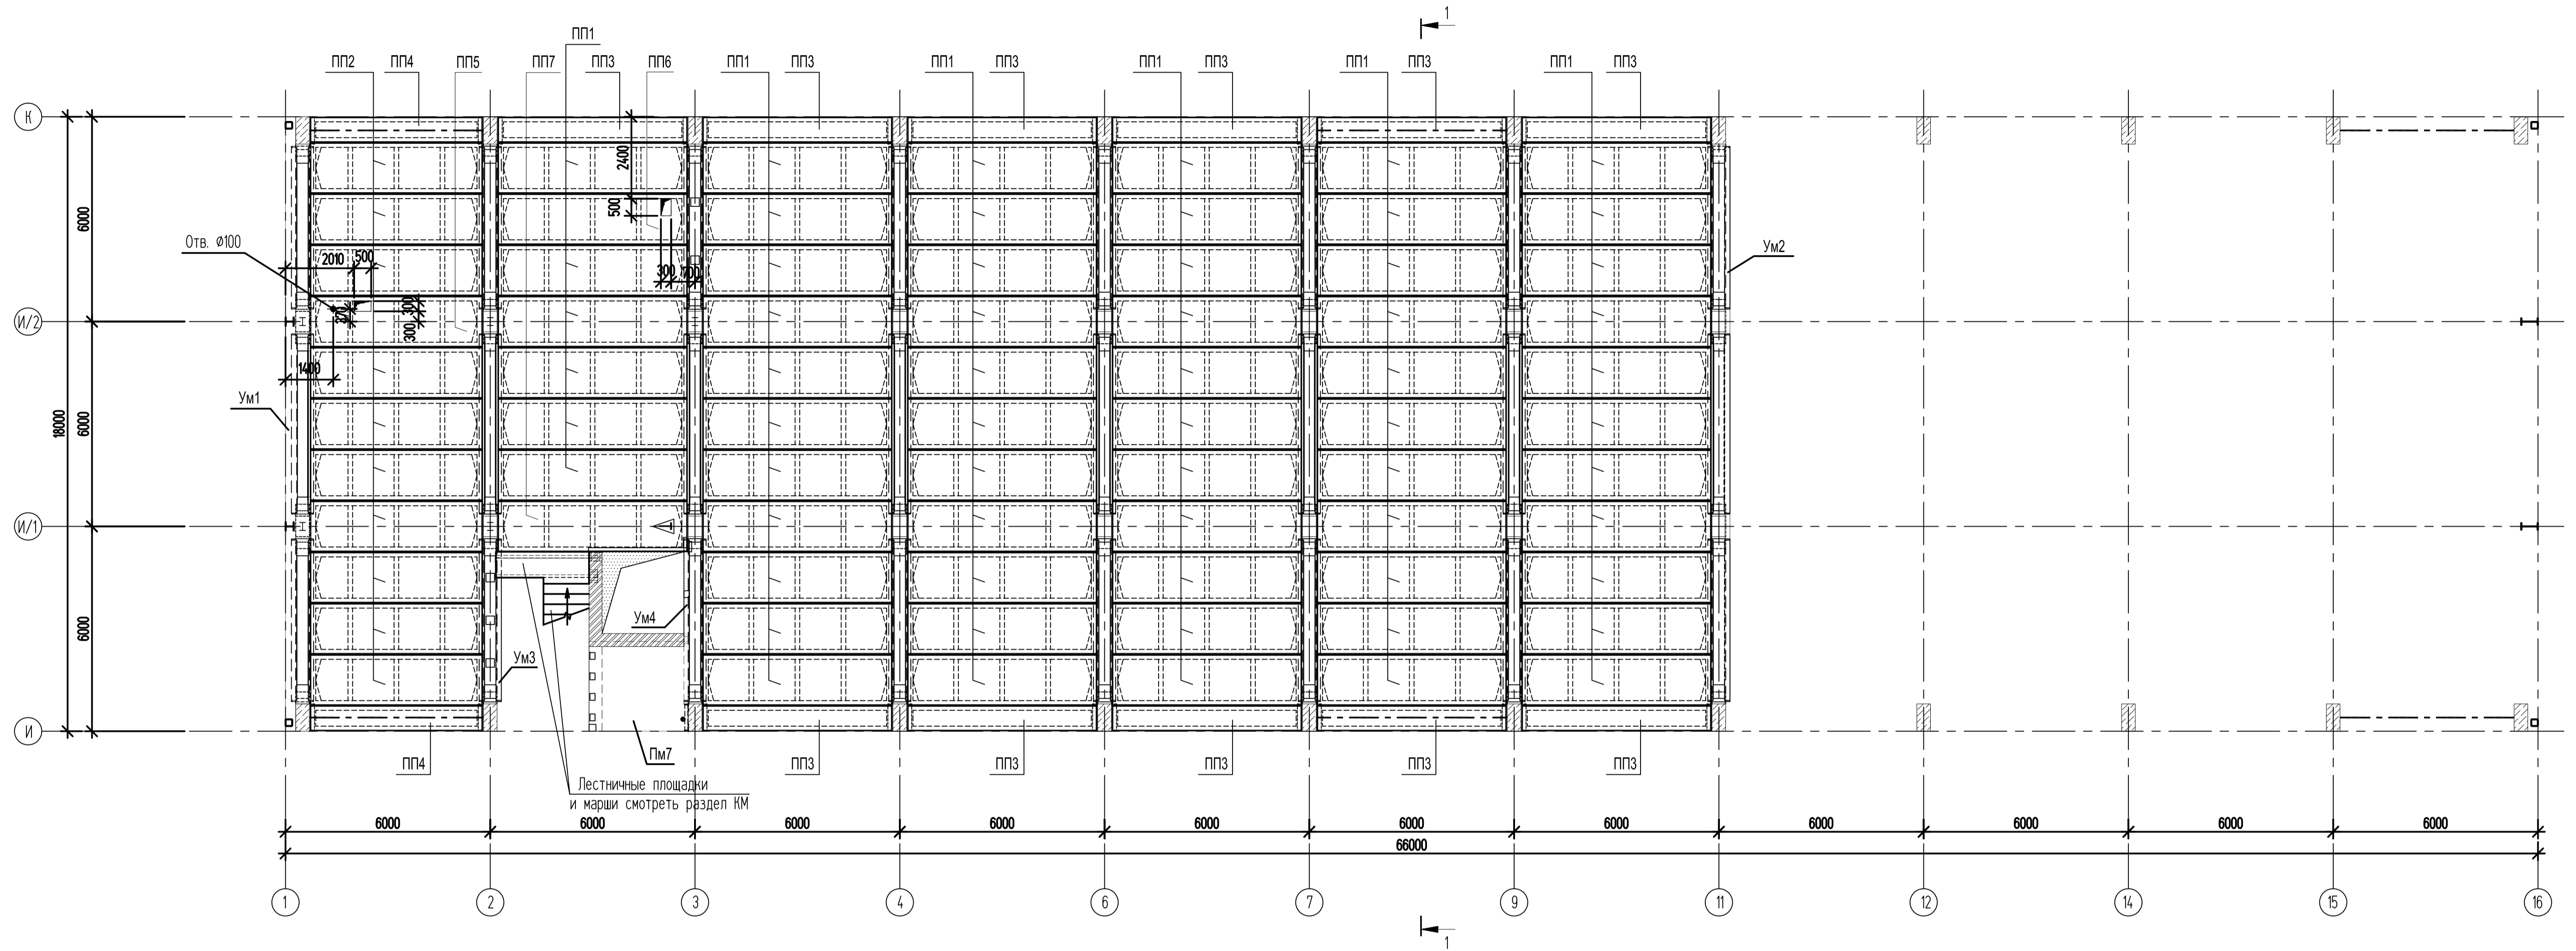 1
ПП1
ПП2
ПП4
ПП5
ПП7
ПП3
ПП6
ПП1
ПП3
ПП1
ПП3
ПП1
ПП3
ПП1
ПП3
ПП1
ПП3
К
2400
500
6000
Отв. Ø100
2010
500
300
700
Ум2
И/2
370
300
300
1400
Ум1
18000
6000
И/1
6000
Ум4
Ум3
И
Пм7
ПП4
ПП3
ПП3
ПП3
ПП3
ПП3
Лестничные площадки
и марши смотреть раздел КМ
6000
6000
6000
6000
6000
6000
6000
6000
6000
6000
6000
66000
1
2
3
4
6
7
9
11
12
14
15
16
1